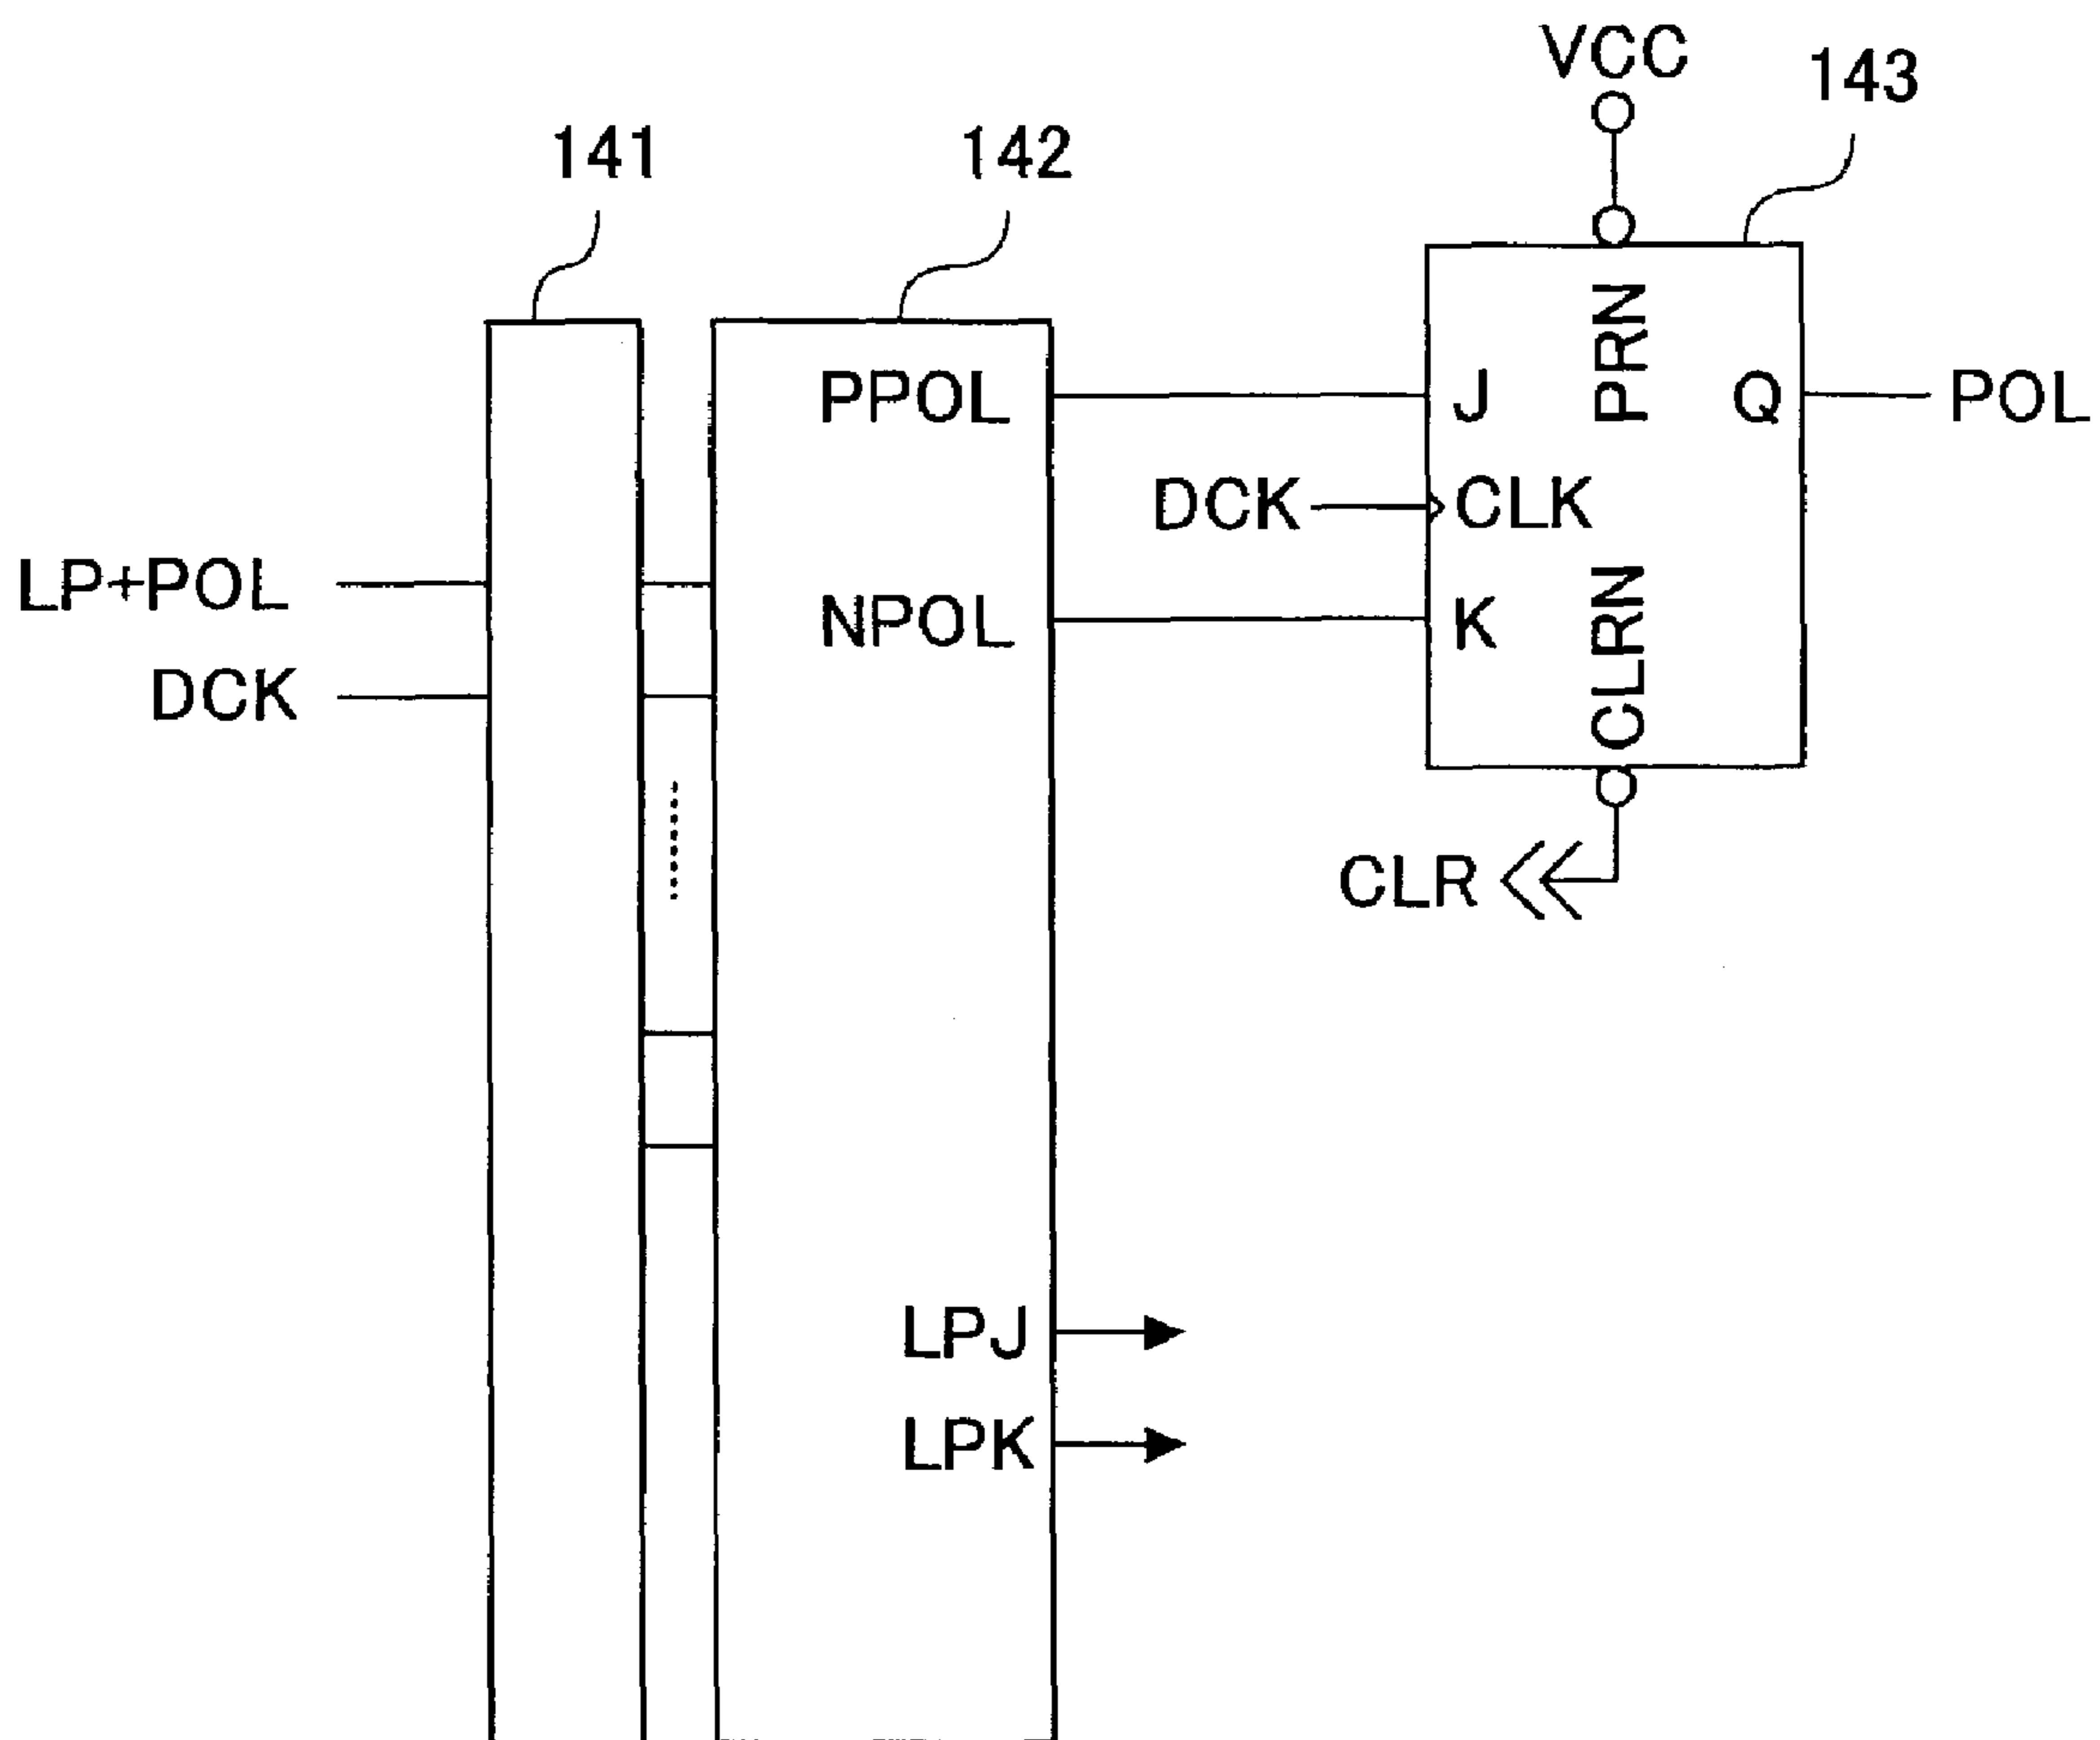 VCC
143
141
142
PPOL
J
PRN
Q
POL
DCK
CLK
LP+POL
NPOL
K
CLRN
DCK
CLR
LPJ
LPK